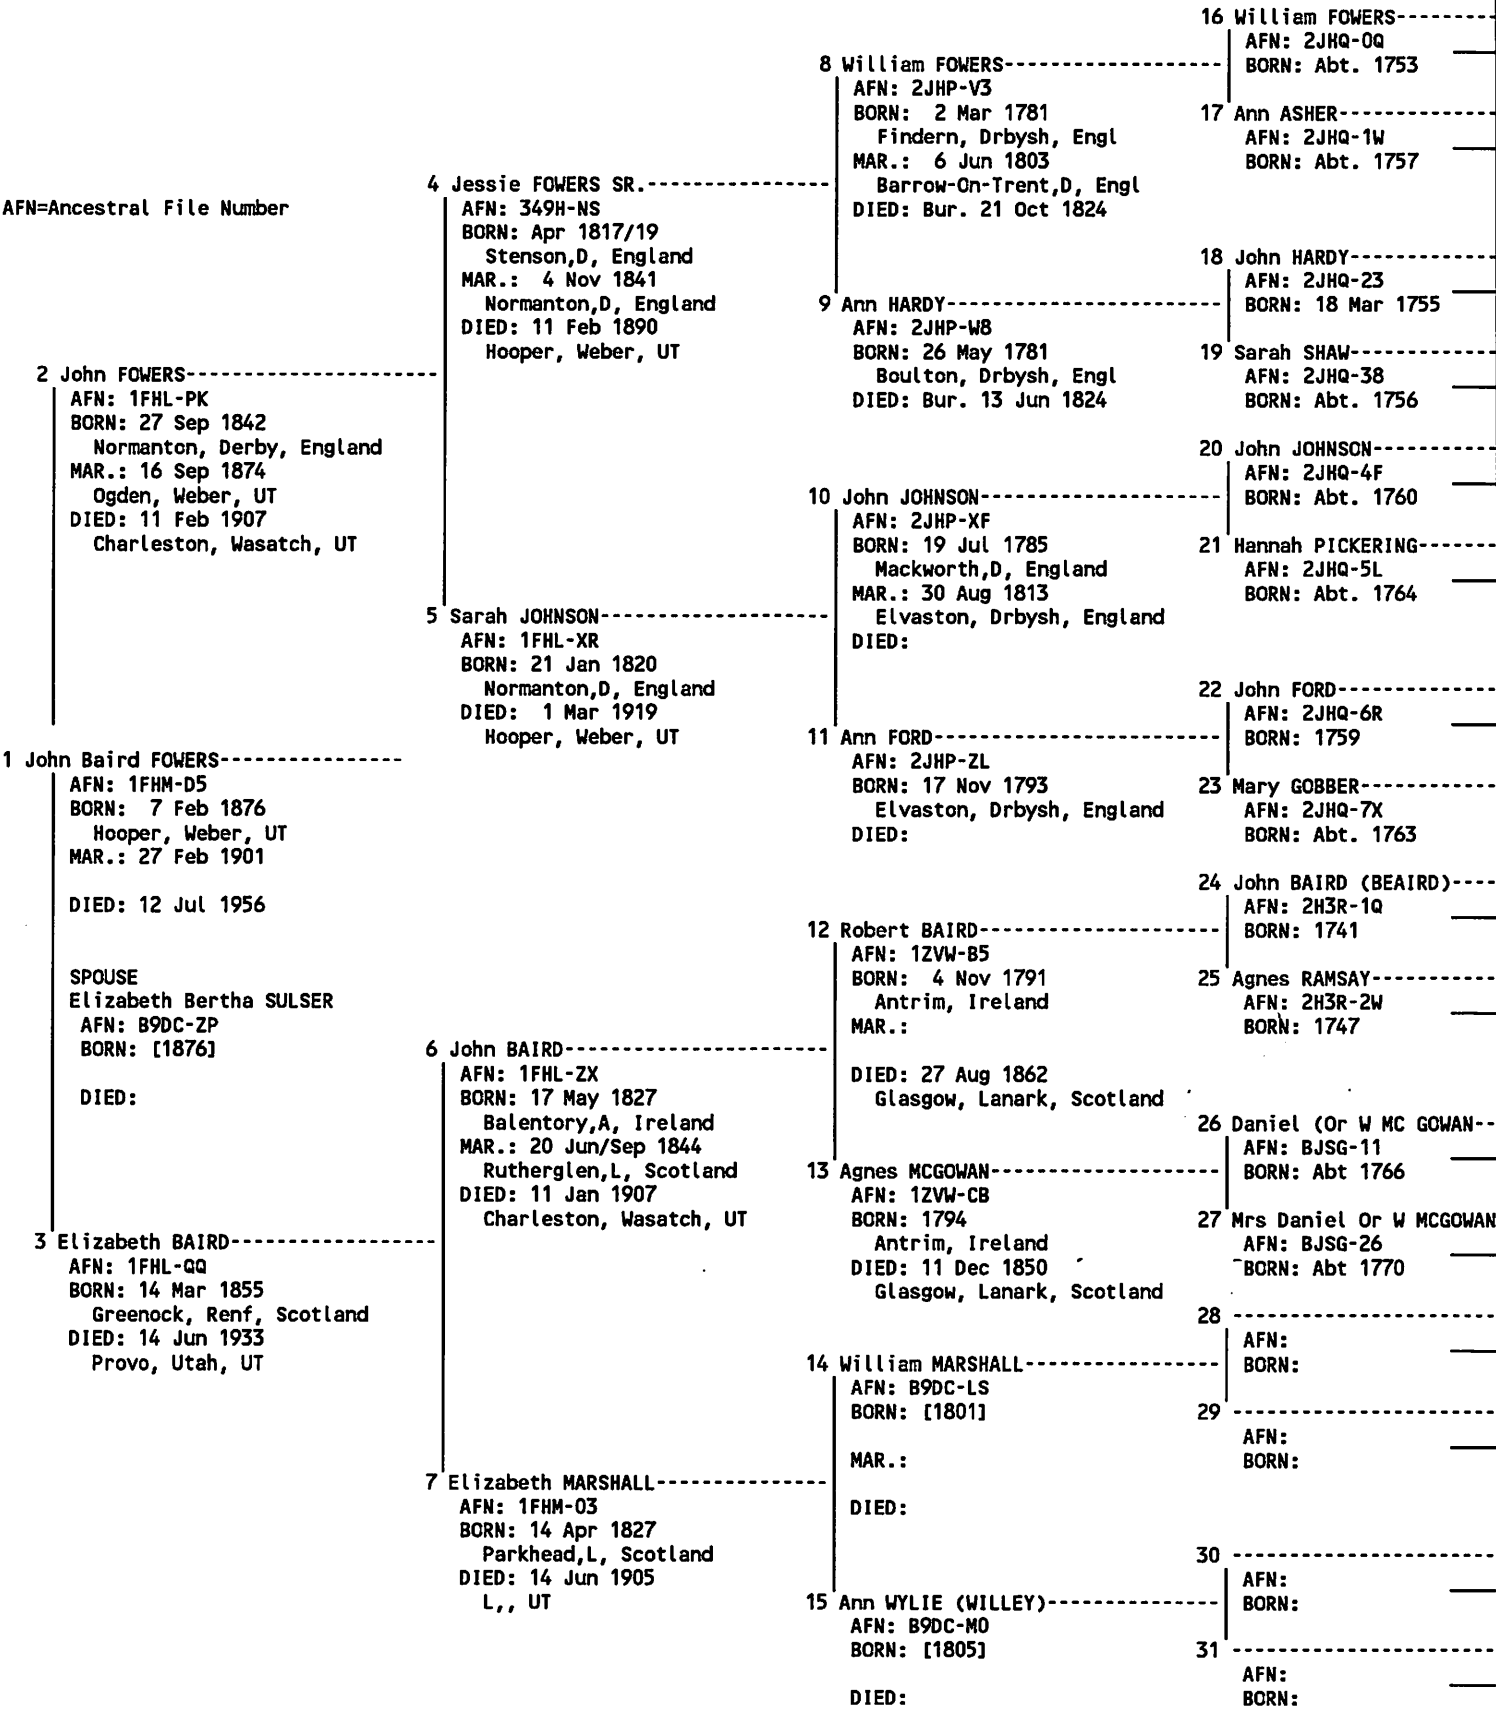 AFN=Ancestral File Number
1 John Baird FOWERS----------------
AFN: 1FHM-D5
BORN:  7 Feb 1876
Hooper, Weber, UT
MAR.: 27 Feb 1901
DIED: 12 Jul 1956
SPOUSE
Elizabeth Bertha SULSER
AFN: B9DC-ZP
BORN: [1876]
DIED:
2 John FOWERS----------------------
AFN: 1FHL-PK
BORN: 27 Sep 1842
Normanton, Derby, England
MAR.: 16 Sep 1874
Ogden, Weber, UT
DIED: 11 Feb 1907
Charleston, Wasatch, UT
3 Elizabeth BAIRD------------------
AFN: 1FHL-QQ
BORN: 14 Mar 1855
Greenock, Renf, Scotland
DIED: 14 Jun 1933
Provo, Utah, UT
4 Jessie FOWERS SR.----------------
AFN: 349H-NS
BORN: Apr 1817/19
Stenson,D, England
MAR.:  4 Nov 1841
Normanton,D, England
DIED: 11 Feb 1890
Hooper, Weber, UT
5 Sarah JOHNSON--------------------
AFN: 1FHL-XR
BORN: 21 Jan 1820
Normanton,D, England
DIED:  1 Mar 1919
Hooper, Weber, UT
6 John BAIRD-----------------------
AFN: 1FHL-ZX
BORN: 17 May 1827
Balentory,A, Ireland
MAR.: 20 Jun/Sep 1844
Rutherglen,L, Scotland
DIED: 11 Jan 1907
Charleston, Wasatch, UT
7 Elizabeth MARSHALL---------------
AFN: 1FHM-03
BORN: 14 Apr 1827
Parkhead,L, Scotland
DIED: 14 Jun 1905
L,, UT
8 William FOWERS-------------------
AFN: 2JHP-V3
BORN:  2 Mar 1781
Findern, Drbysh, Engl
MAR.:  6 Jun 1803
Barrow-On-Trent,D, Engl
DIED: Bur. 21 Oct 1824
9 Ann HARDY------------------------
AFN: 2JHP-W8
BORN: 26 May 1781
Boulton, Drbysh, Engl
DIED: Bur. 13 Jun 1824
10 John JOHNSON---------------------
AFN: 2JHP-XF
BORN: 19 Jul 1785
Mackworth,D, England
MAR.: 30 Aug 1813
Elvaston, Drbysh, England
DIED:
11 Ann FORD-------------------------
AFN: 2JHP-ZL
BORN: 17 Nov 1793
Elvaston, Drbysh, England
DIED:
12 Robert BAIRD---------------------
AFN: 1ZVW-B5
BORN:  4 Nov 1791
Antrim, Ireland
MAR.:
DIED: 27 Aug 1862
Glasgow, Lanark, Scotland
13 Agnes MCGOWAN--------------------
AFN: 1ZVW-CB
BORN: 1794
Antrim, Ireland
DIED: 11 Dec 1850
Glasgow, Lanark, Scotland
14 William MARSHALL-----------------
AFN: B9DC-LS
BORN: [1801]
MAR.:
DIED:
15 Ann WYLIE (WILLEY)---------------
AFN: B9DC-M0
BORN: [1805]
DIED:
16 William FOWERS--------
AFN: 2JHQ-0Q
BORN: Abt. 1753
17 Ann ASHER-------------
AFN: 2JHQ-1W
BORN: Abt. 1757
18 John HARDY------------
AFN: 2JHQ-23
BORN: 18 Mar 1755
19 Sarah SHAW------------
AFN: 2JHQ-38
BORN: Abt. 1756
20 John JOHNSON----------
AFN: 2JHQ-4F
BORN: Abt. 1760
21 Hannah PICKERING-------
AFN: 2JHQ-5L
BORN: Abt. 1764
22 John FORD-------------
AFN: 2JHQ-6R
BORN: 1759
23 Mary GOBBER-----------
AFN: 2JHQ-7X
BORN: Abt. 1763
24 John BAIRD (BEAIRD)----
AFN: 2H3R-1Q
BORN: 1741
25 Agnes RAMSAY----------
AFN: 2H3R-2W
BORN: 1747
26 Daniel (Or W MC GOWAN--
AFN: BJSG-11
BORN: Abt 1766
27 Mrs Daniel Or W MCGOWAN
AFN: BJSG-26
BORN: Abt 1770
28 ----------------------
AFN:
BORN:
29 ----------------------
AFN:
BORN:
30 ----------------------
AFN:
BORN:
31 ----------------------
AFN:
BORN: